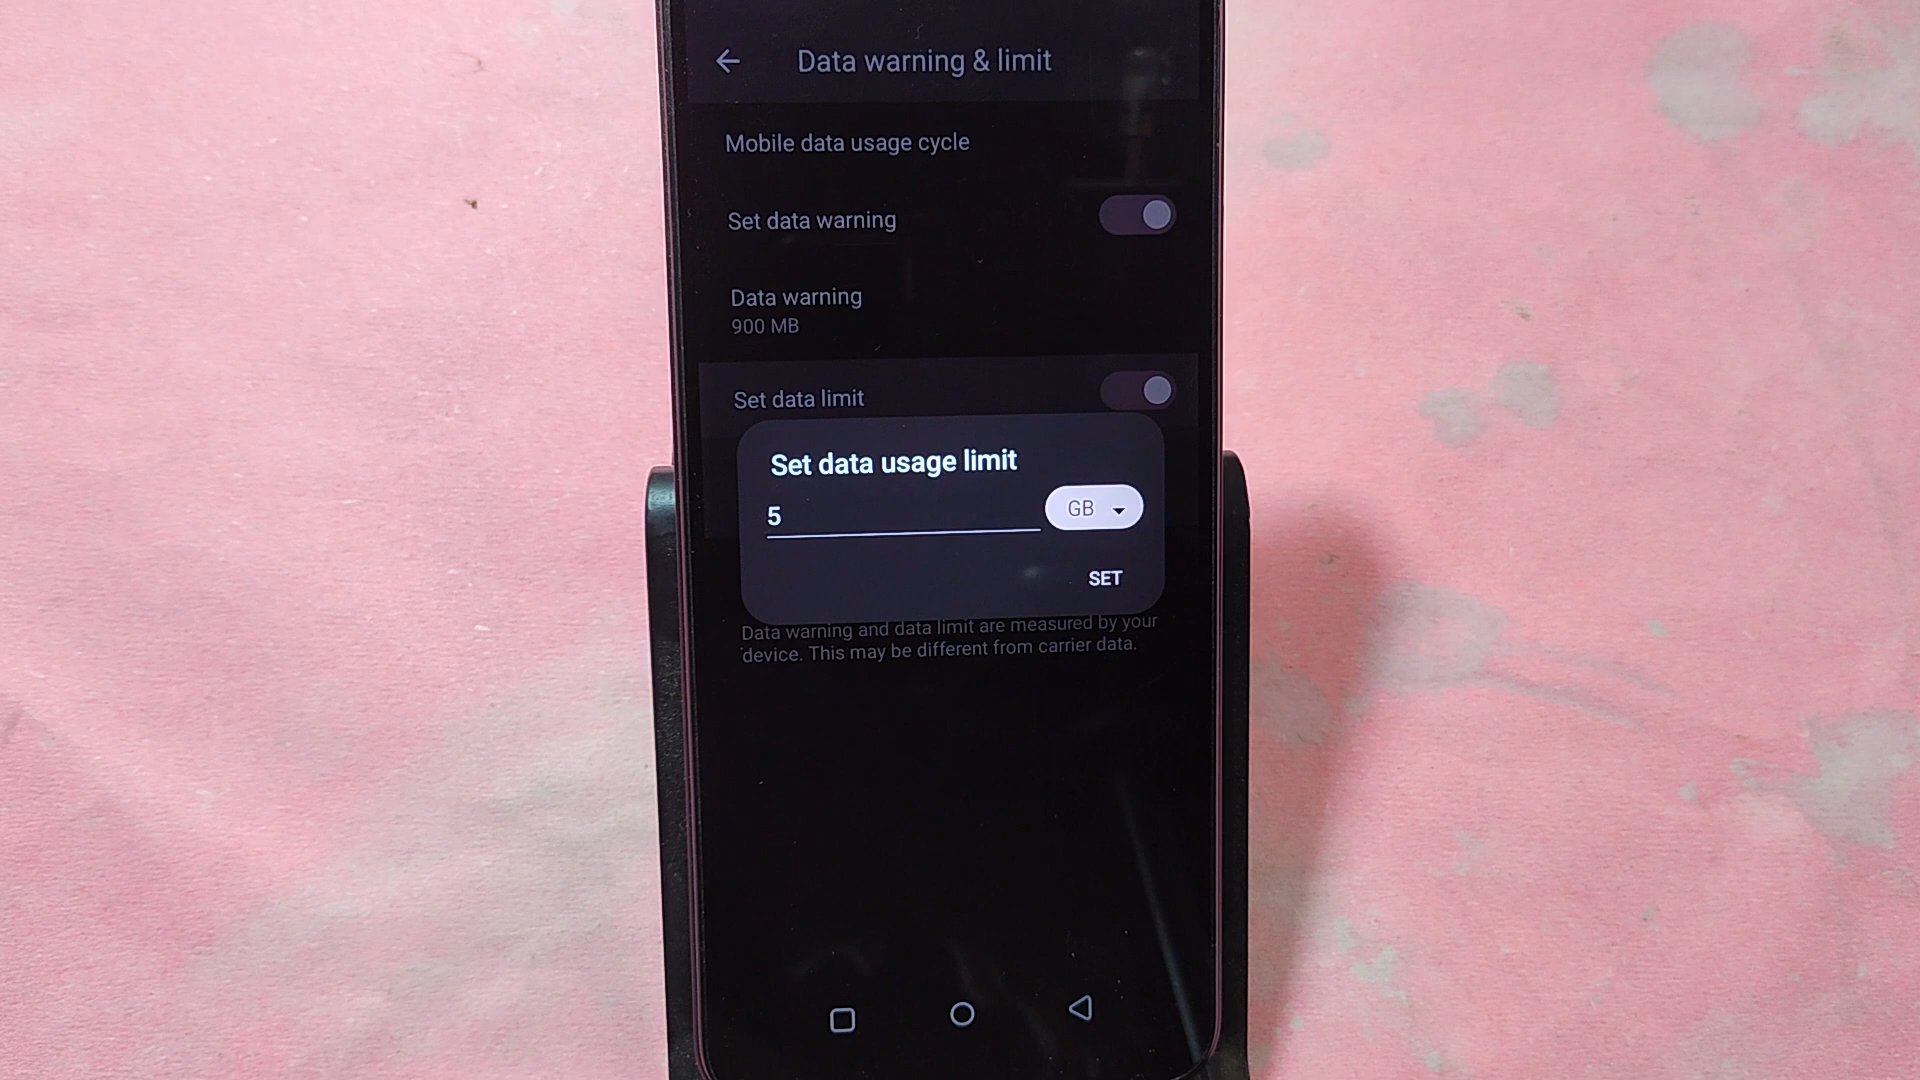 Data warning & limit
Mobile data usage cycle
Set data warning
Data warning
900 MB
Set data limit
Set data usage limit
5
GB
SET
Data warning and data limit are measured by your
device. This may be different from carrier data.